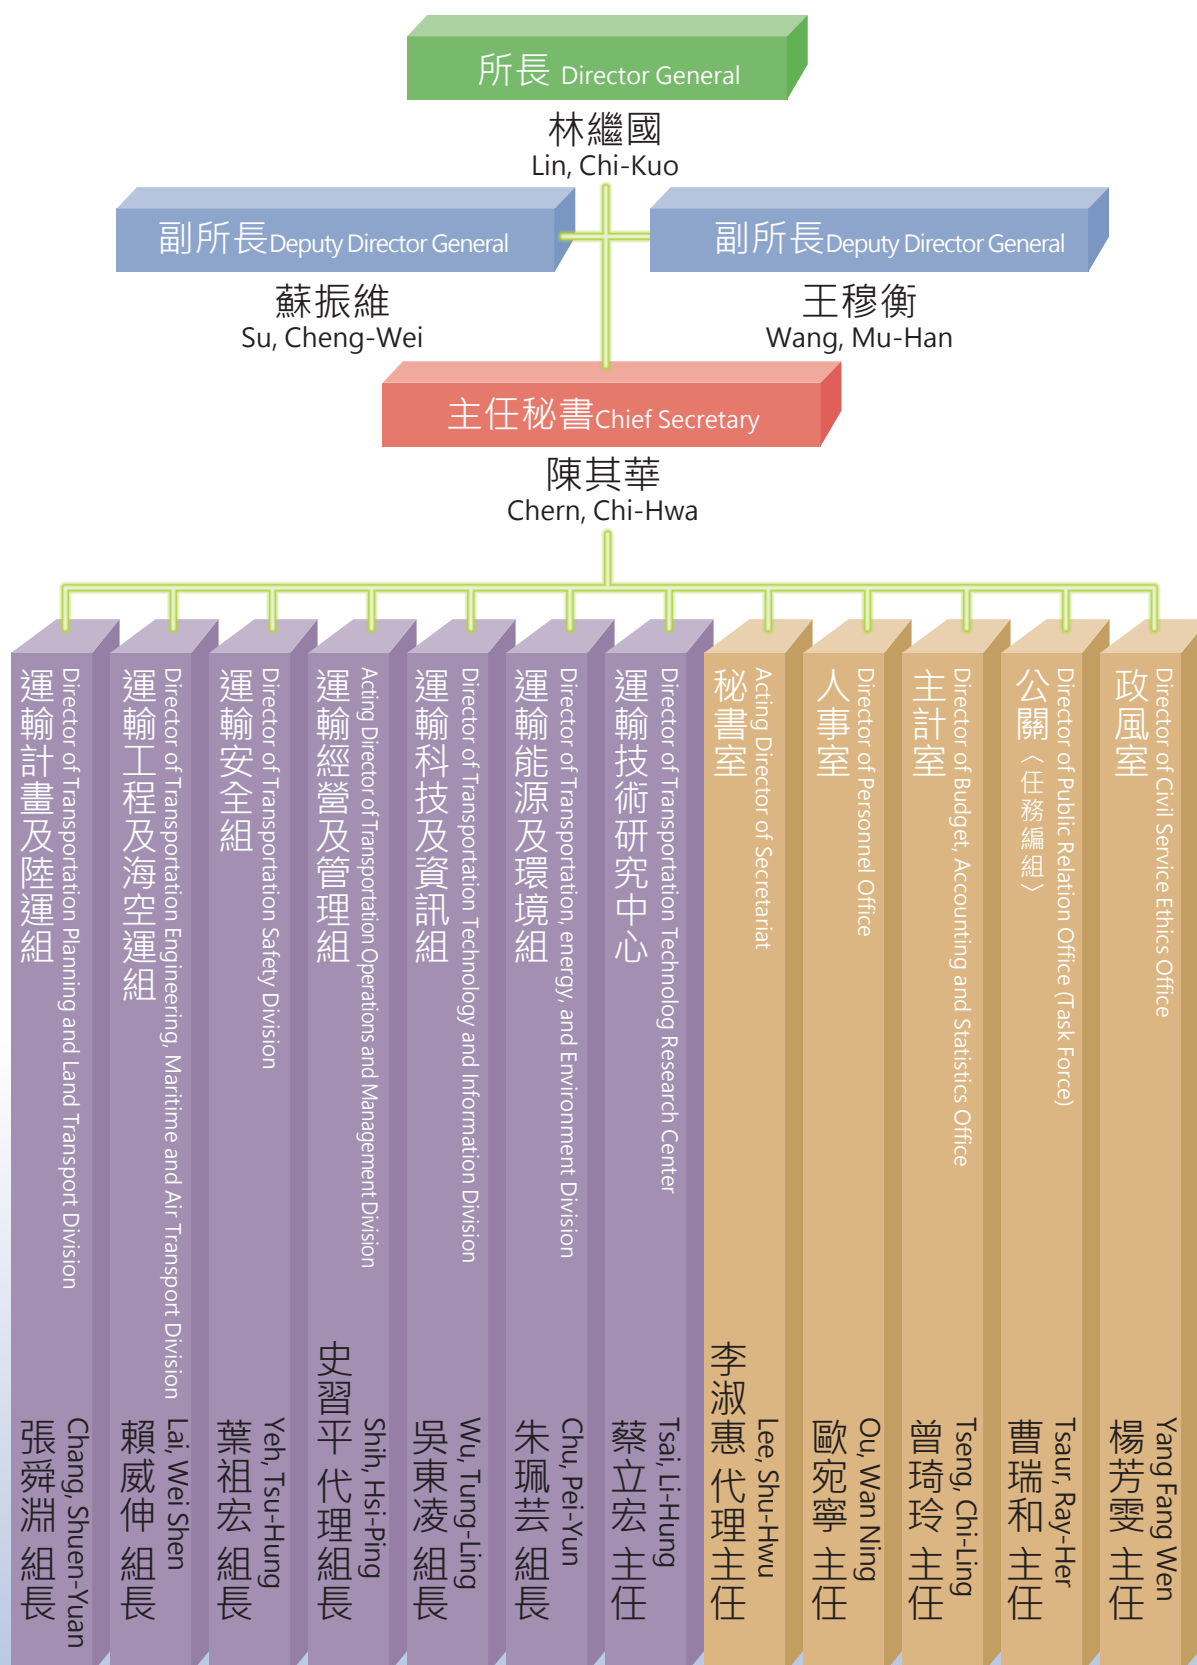 所長 Director General
林繼國
Lin, Chi-Kuo
副所長Deputy Director General
蘇振維
Su, Cheng-Wei
副所長Deputy Director General
王穆衡
Wang, Mu-Han
主任秘書Chief Secretary
陳其華
Chern, Chi-Hwa
運輸計畫及陸運組
Director of Transportation Planning and Land Transport Division
張舜淵 組長
Chang, Shuen-Yuan
運輸工程及海空運組
Director of Transportation Engineering, Maritime and Air Transport Division
賴威伸 組長
Lai, Wei Shen
運輸安全組
Director of Transportation Safety Division
葉祖宏 組長
Yeh, Tsu-Hung
運輸經營及管理組
Acting Director of Transportation Operations and Management Division
史習平 代理組長
Shih, Hsi-Ping
運輸科技及資訊組
Director of Transportation Technology and Information Division
吳東凌 組長
Wu, Tung-Ling
運輸能源及環境組
Director of Transportation, energy, and Environment Division
朱珮芸 組長
Chu, Pei-Yun
運輸技術研究中心
Director of Transportation Technolog Research Center
蔡立宏 主任
Tsai, Li-Hung
秘書室
Acting Director of Secretariat
李淑惠 代理主任
Lee, Shu-Hwu
人事室
Director of Personnel Office
歐宛寧 主任
Ou, Wan Ning
主計室
Director of Budget, Accounting and Statistics Office
曾琦玲 主任
Tseng, Chi-Ling
公關〈任務編組〉
Director of Public Relation Office (Task Force)
曹瑞和 主任
Tsaur, Ray-Her
政風室
Director of Civil Service Ethics Office
楊芳雯 主任
Yang Fang Wen